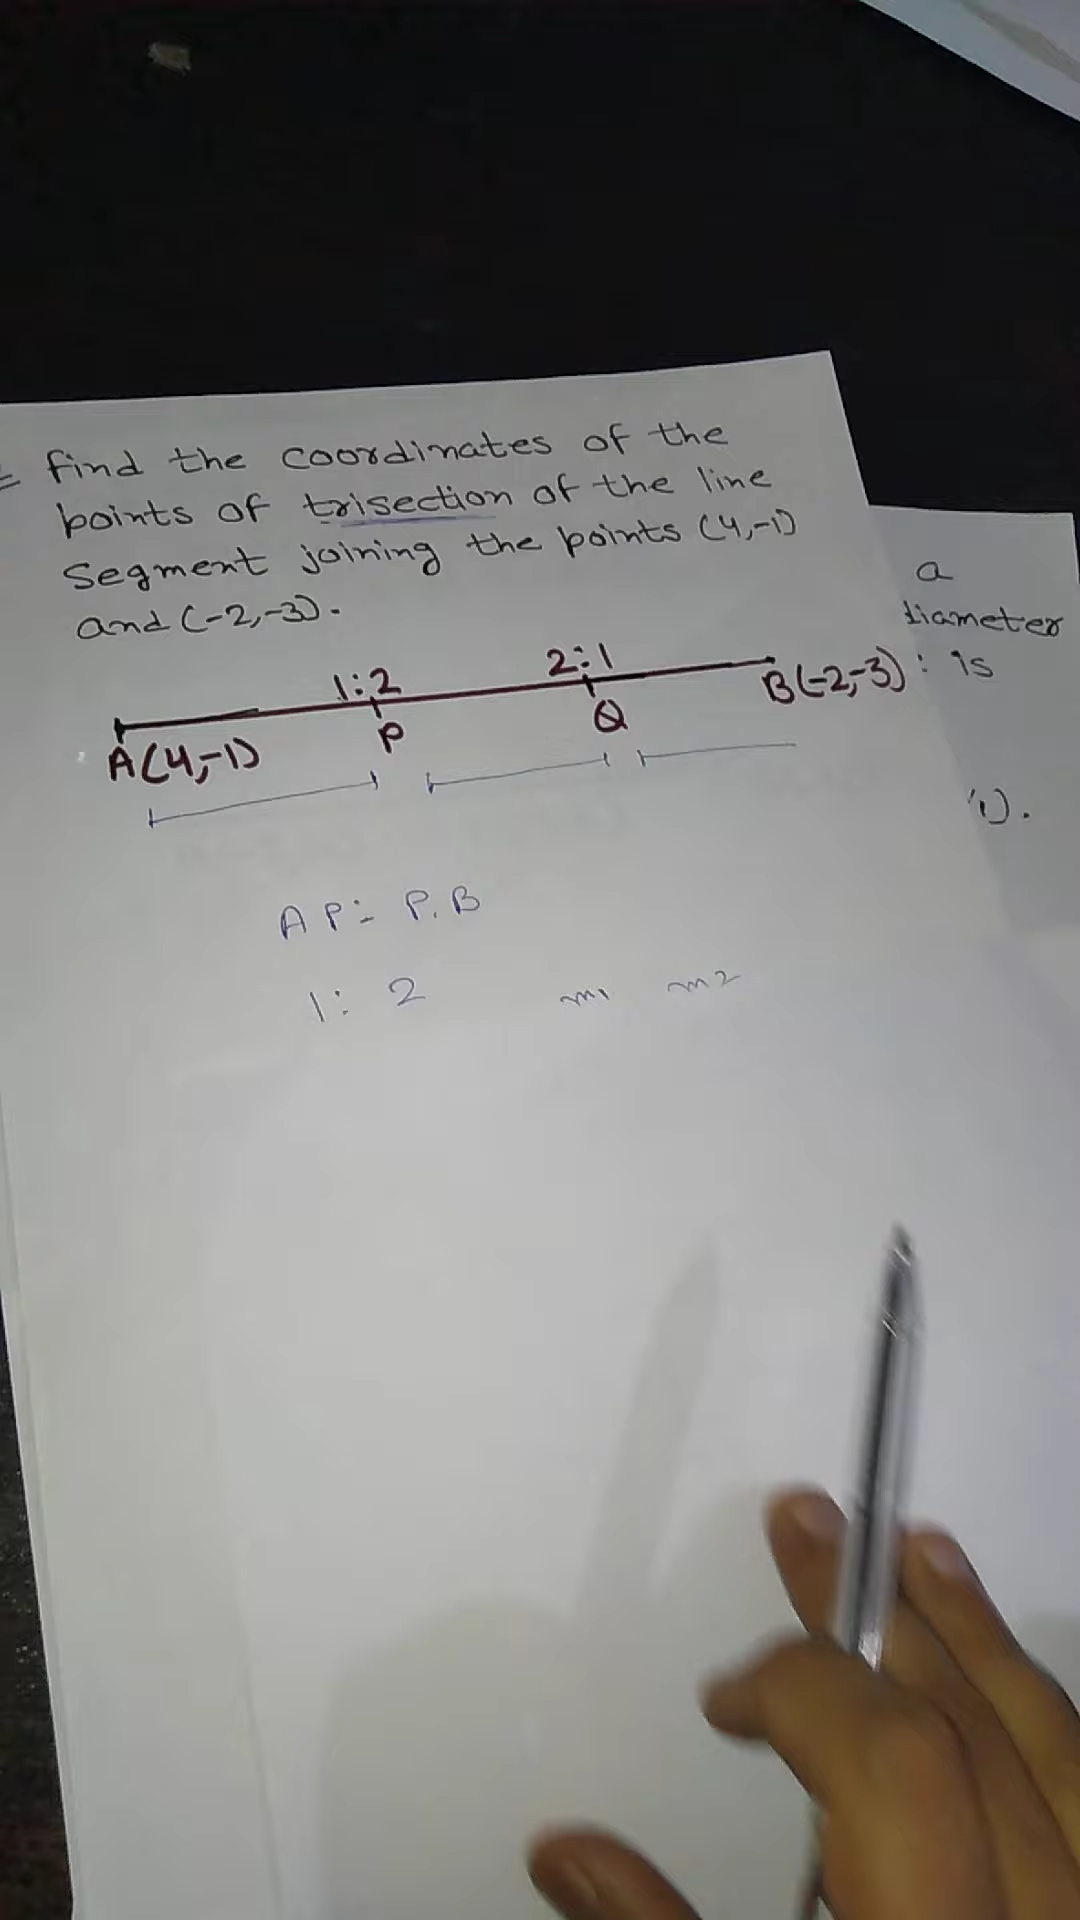 find the coordinates of the
points of trisection of the line
segment joining the points (4,-1)
and (-2,-3).
1:2
2:1
A(4,-1)
P
Q
B(-2,-3)
AP: P.B
1: 2
m1 m2
a
diameter
: is
1).